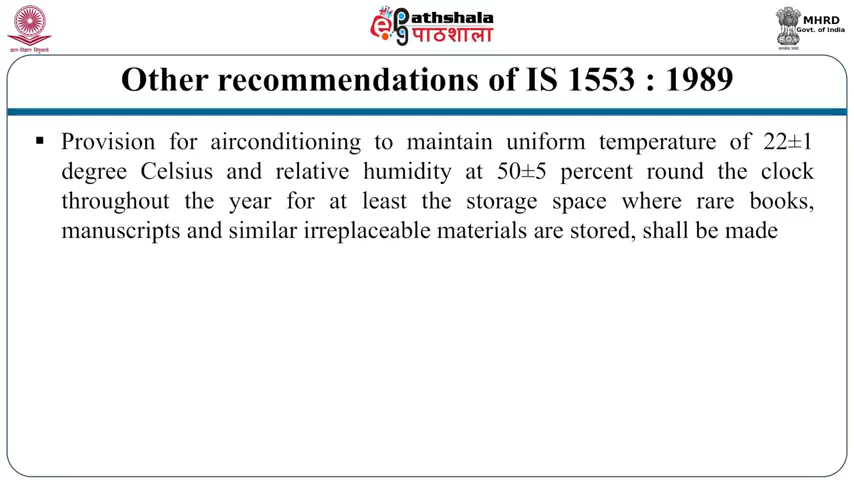 ePathshala
पाठशाला
MHRD
Govt. of India
Other recommendations of IS 1553 : 1989
▪ Provision for airconditioning to maintain uniform temperature of 22±1
degree Celsius and relative humidity at 50±5 percent round the clock
throughout the year for at least the storage space where rare books,
manuscripts and similar irreplaceable materials are stored, shall be made